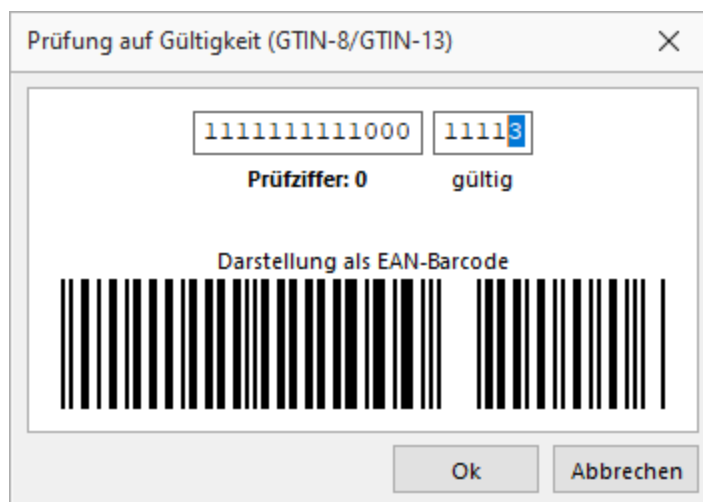 Prüfung auf Gültigkeit (GTIN-8/GTIN-13)
1111111111000 11113
Prüfziffer: 0 gültig
Darstellung als EAN-Barcode
Ok Abbrechen